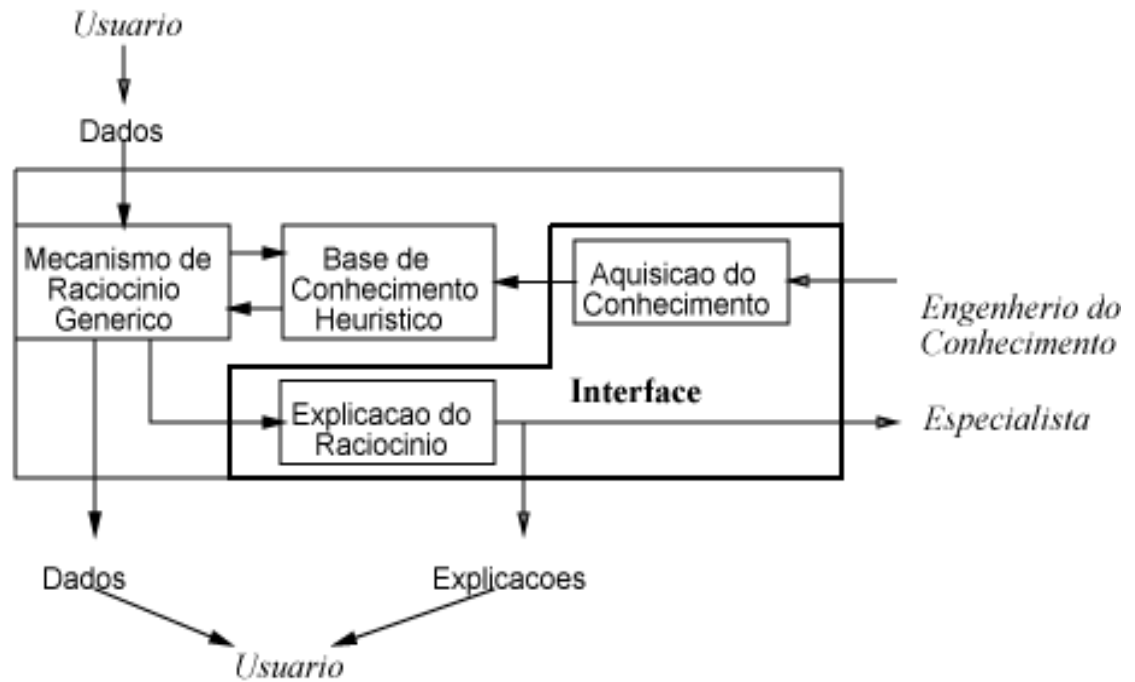 Usuario
Dados
Mecanismo de
Raciocinio
Generico
Base de
Conhecimento
Heuristico
Aquisicao do
Conhecimento
Engenherio do
Conhecimento
Interface
Explicacao do
Raciocinio
Especialista
Dados
Explicacoes
Usuario